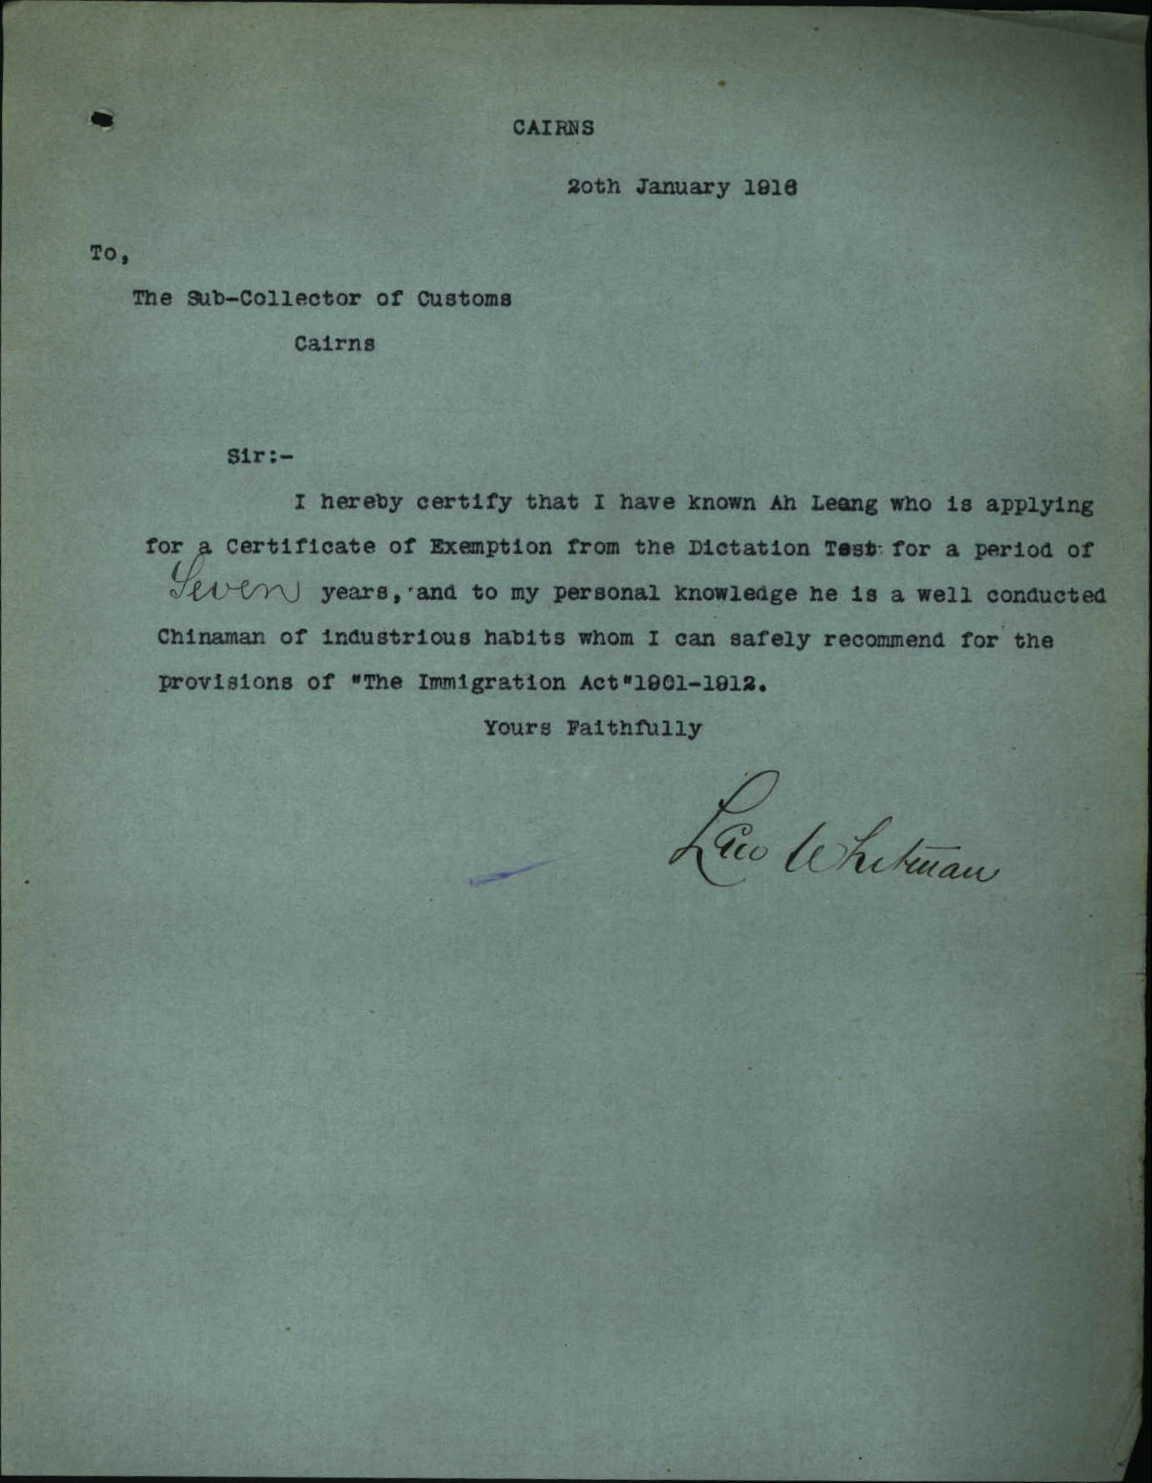 CAIRNS
20th January 1916
To,
The Sub-Collector of Customs
Cairns
Sir:-
I hereby certify that I have known Ah Leang who is applying
for a Certificate of Exemption from the Dictation Test for a period of
Seven years, and to my personal knowledge he is a well conducted
Chinaman of industrious habits whom I can safely recommend for the
provisions of "The Immigration Act"1901-1912.
Yours Faithfully
Whitman